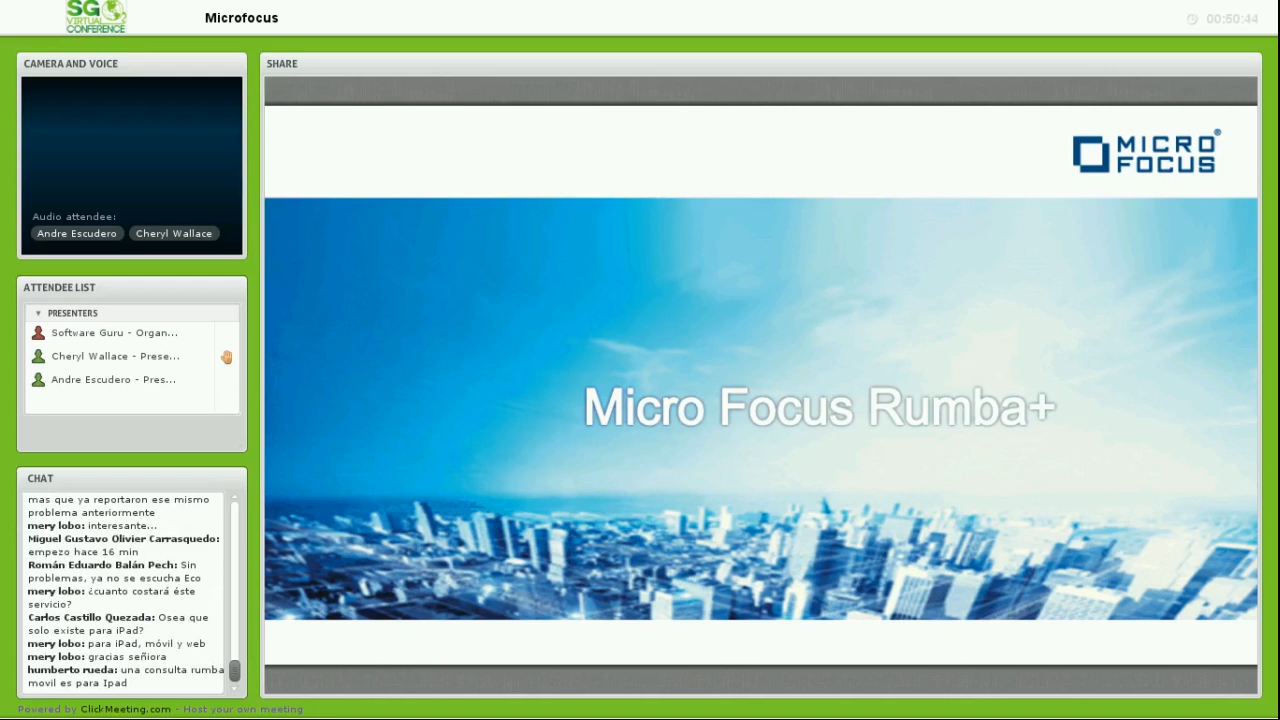 SG
VIRTUAL
CONFERENCE
Microfocus
00:50:44
CAMERA AND VOICE
Audio attendee:
Andre Escudero
Cheryl Wallace
ATTENDEE LIST
PRESENTERS
Software Guru - Organ...
Cheryl Wallace - Prese...
Andre Escudero - Pres...
CHAT
mas que ya reportaron ese mismo
problema anteriormente
mery lobo: interesante...
Miguel Gustavo Olivier Carrasquedo:
empezo hace 16 min
Román Eduardo Balán Pech: Sin
problemas, ya no se escucha Eco
mery lobo: ¿cuanto costará éste
servicio?
Carlos Castillo Quezada: Osea que
solo existe para iPad?
mery lobo: para iPad, móvil y web
mery lobo: gracias señiora
humberto rueda: una consulta rumba
movil es para Ipad
SHARE
MICRO
FOCUS®
Micro Focus Rumba+
Powered by ClickMeeting.com - Host your own meeting